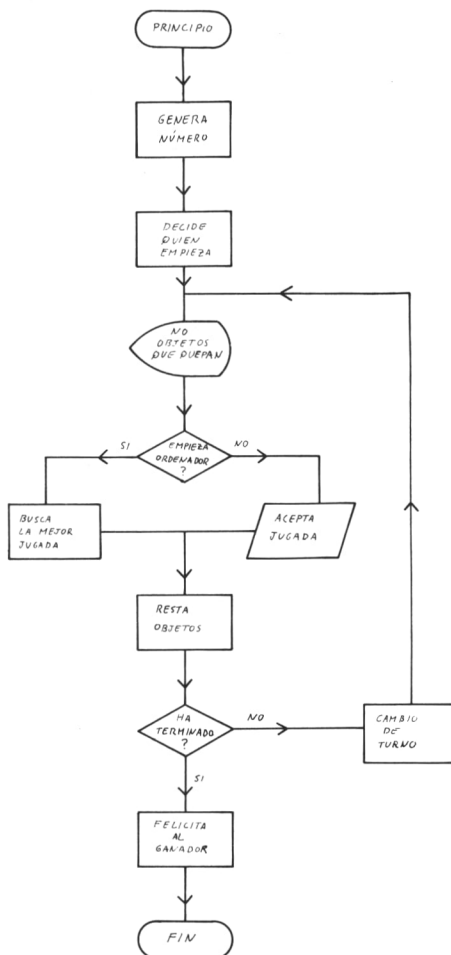 PRINCIPIO
GENERA
NÚMERO
DECIDE
QUIEN
EMPIEZA
NO
OBJETOS
QUE QUEPAN
SI
EMPIEZA
ORDENADOR
?
NO
BUSCA
LA MEJOR
JUGADA
ACEPTA
JUGADA
RESTA
OBJETOS
HA
TERMINADO
?
NO
CAMBIO
DE
TURNO
SI
FELICITA
AL
GANADOR
FIN